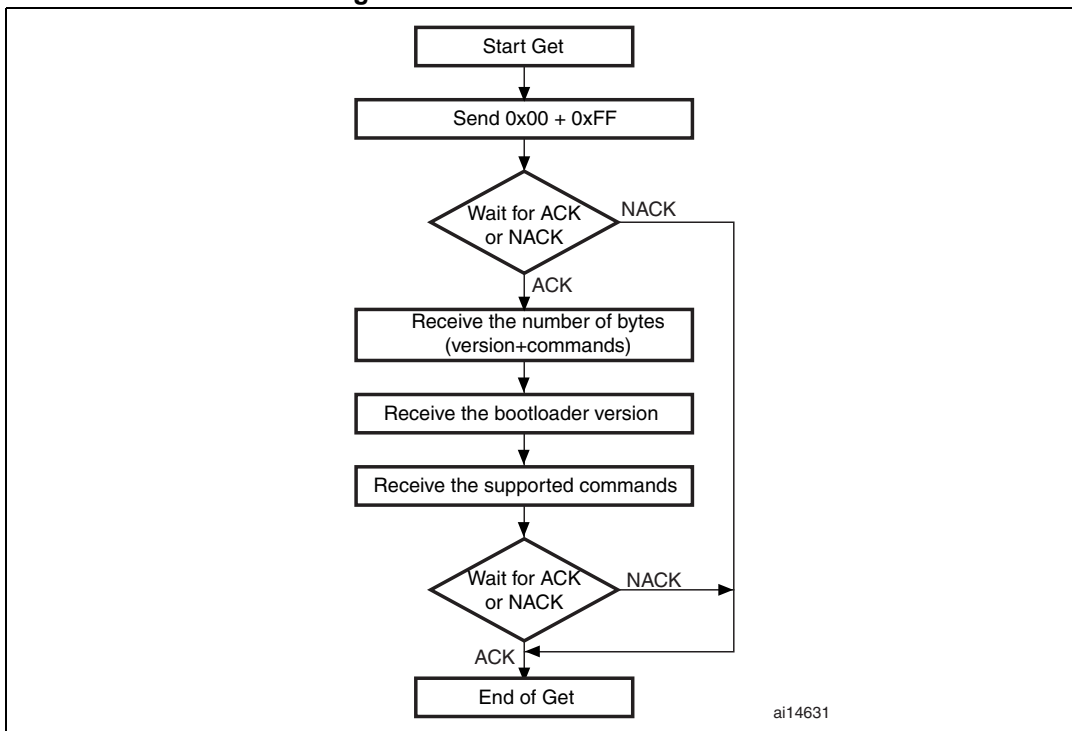 Start Get
Send 0x00 + 0xFF
Wait for ACK
or NACK
NACK
ACK
Receive the number of bytes
(version+commands)
Receive the bootloader version
Receive the supported commands
Wait for ACK
or NACK
NACK
ACK
End of Get
ai14631